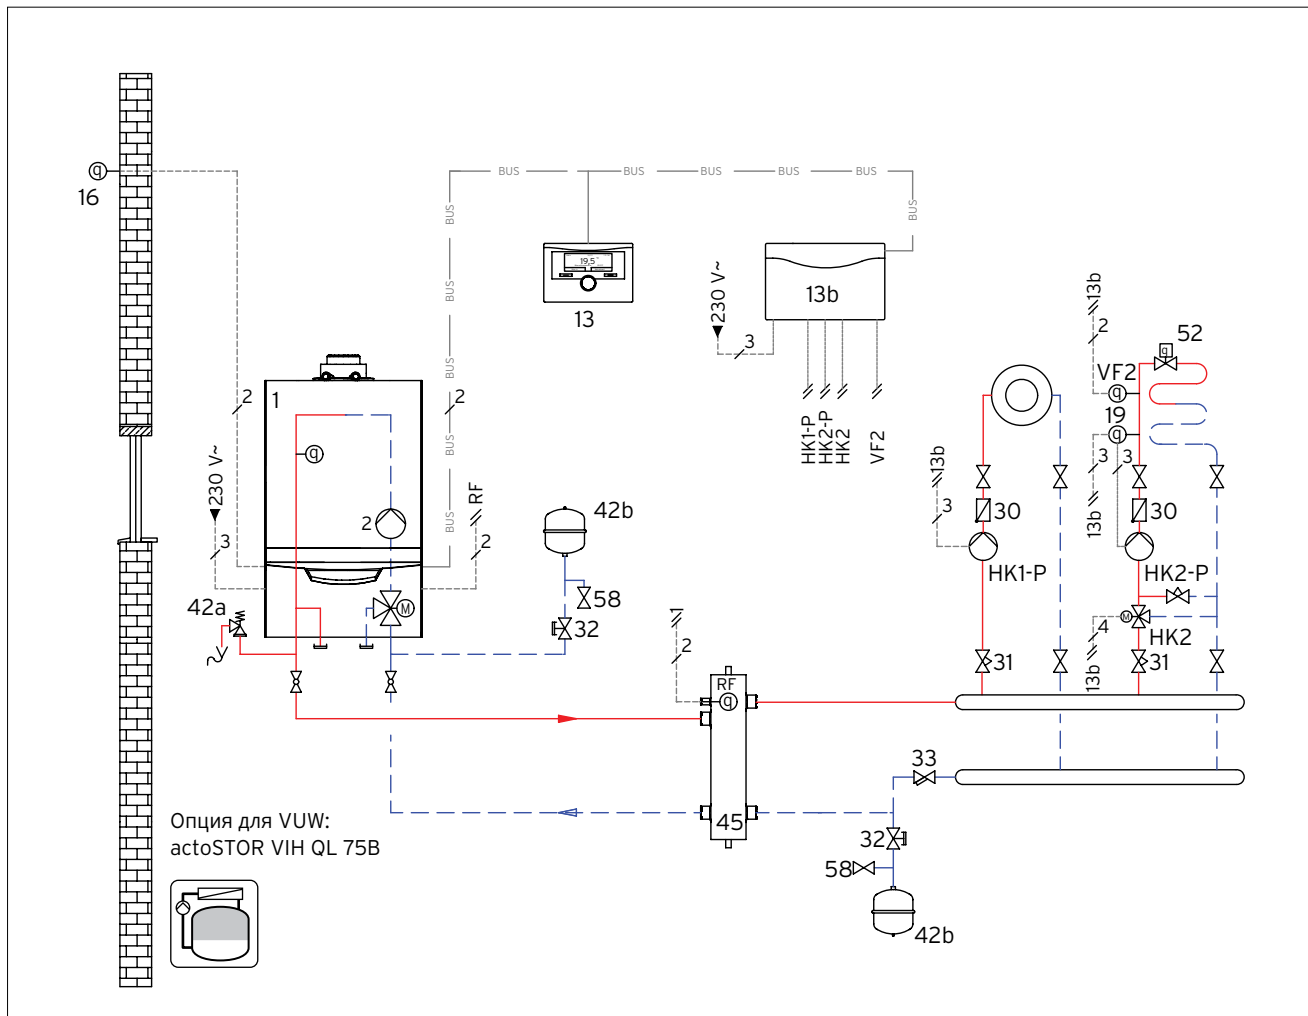 BUS
BUS
BUS
BUS
BUS
BUS
BUS
BUS
BUS
16
19,5
13
13b
230 V~
3
HK1-P
HK2-P
HK2
VF2
13b
2
52
VF2
19
3
3
13b
13b
3
30
30
HK1-P
HK2-P
4
M
HK2
13b
31
31
1
2
2
230 V~
3
q
q
2
RF
2
M
42a
42b
58
32
1
2
RF
q
45
33
32
58
42b
q
q
q
Опция для VUW:
actoSTOR VIH QL 75B